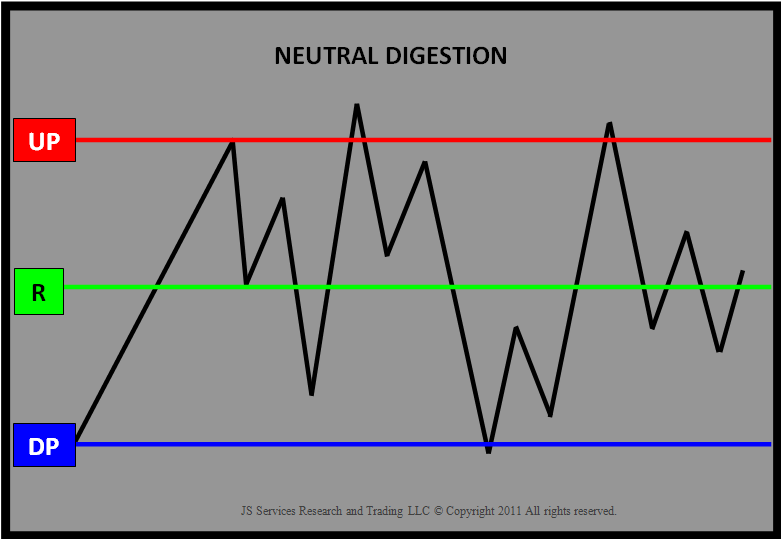 NEUTRAL DIGESTION
UP
R
DP
JS Services Research and Trading LLC © Copyright 2011 All rights reserved.